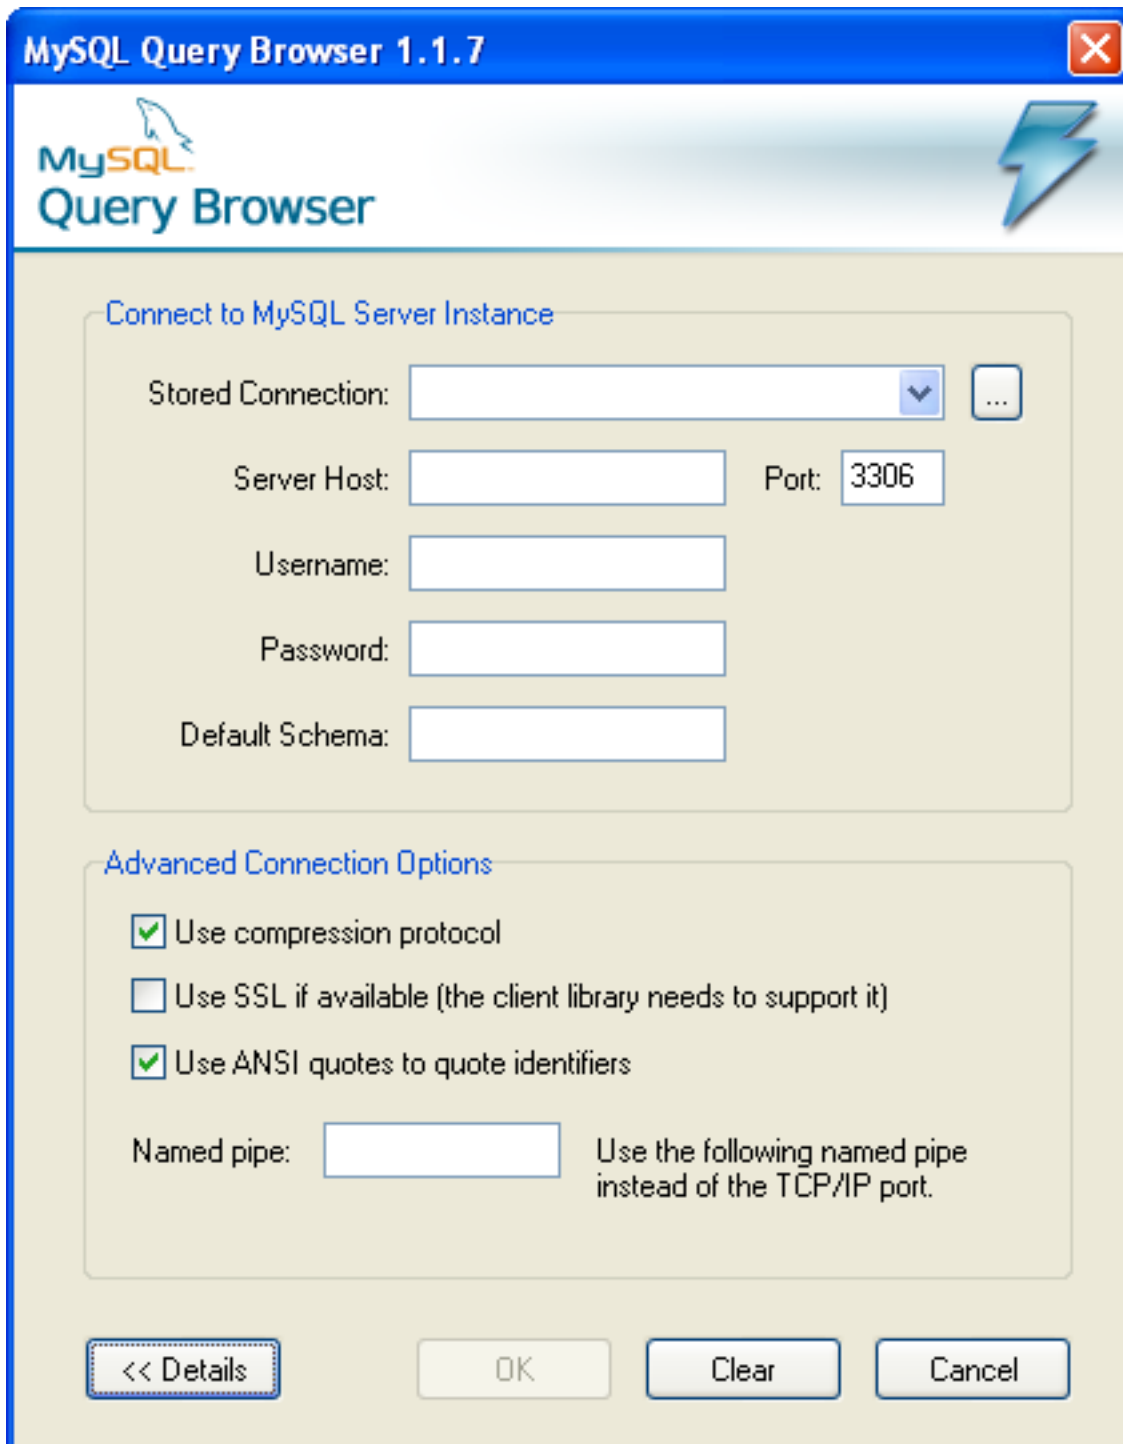 MySQL Query Browser 1.1.7
MySQL
Query Browser
Connect to MySQL Server Instance
Stored Connection:
...
Server Host:
Port: 3306
Username:
Password:
Default Schema:
Advanced Connection Options
Use compression protocol
Use SSL if available (the client library needs to support it)
Use ANSI quotes to quote identifiers
Named pipe:
Use the following named pipe
instead of the TCP/IP port.
<< Details
OK
Clear
Cancel